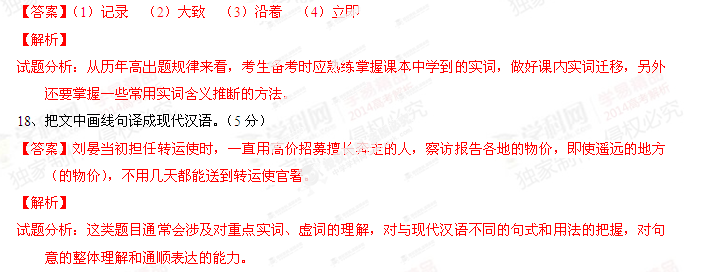 【答案】（1）记录 （2）大致 （3）沿着 （4）立即
【解析】
试题分析：从历年高出题规律来看，考生备考时应熟练掌握课本中学到的实词，做好课内实词迁移，另外
还要掌握一些常用实词含义推断的方法。
18、把文中画线句译成现代汉语。（5 分）
【答案】刘晏当初担任转运使时，一直用高价招募擅长奔走的人，察访报告各地的物价，即使遥远的地方
（的物价），不用几天都能送到转运使官署。
【解析】
试题分析：这类题目通常会涉及对重点实词、虚词的理解，对与现代汉语不同的句式和用法的把握，对句
意的整体理解和通顺表达的能力。